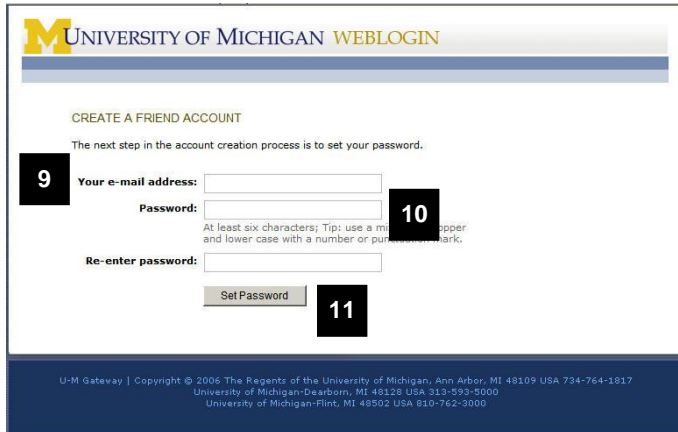 UNIVERSITY OF MICHIGAN WEBLOGIN
CREATE A FRIEND ACCOUNT
The next step in the account creation process is to set your password.
9
Your e-mail address:
Password:
10
At least six characters; Tip: use a
and lower case with a number or mark.
Re-enter password:
Set Password
11
U-M Gateway | Copyright © 2006 The Regents of the University of Michigan, Ann Arbor, MI 48109 USA 734-764-1817
University of Michigan-Dearborn, MI 48128 USA 313-593-5000
University of Michigan-Flint, MI 48502 USA 810-762-3000